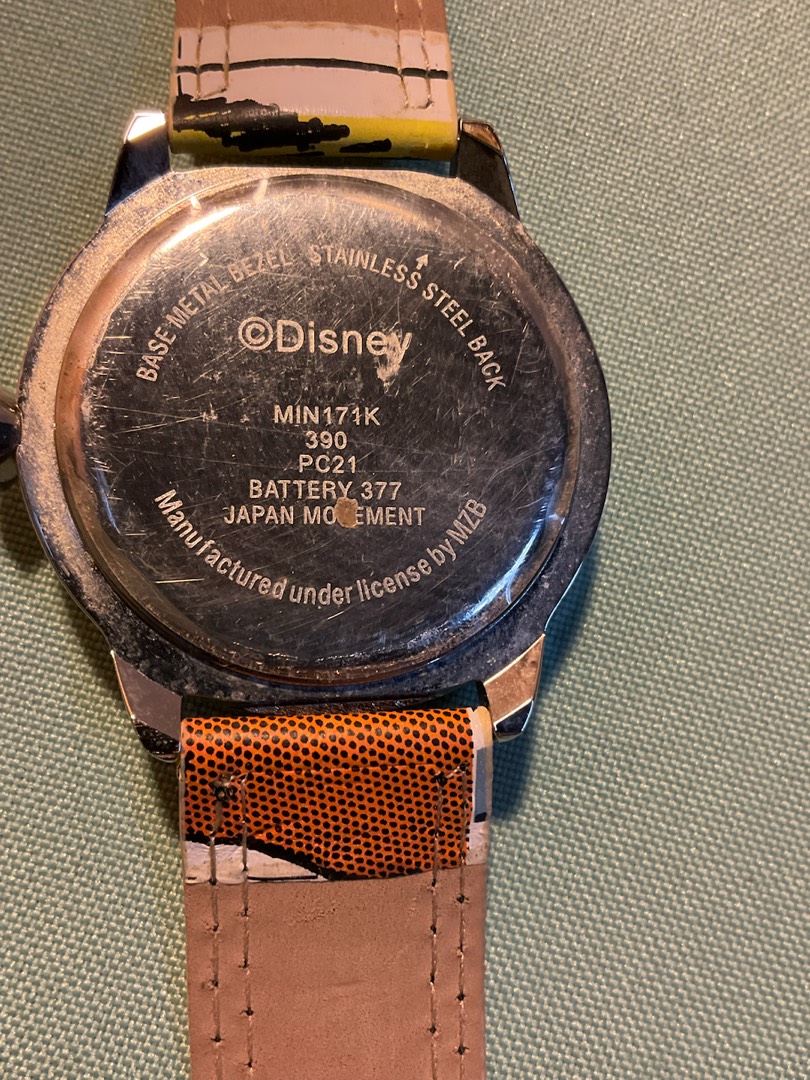 BASE METAL BEZEL STAINLESS STEEL BACK
©Disney
MIN171K
390
PC21
BATTERY 377
JAPAN MOVEMENT
Manufactured under license by MZB